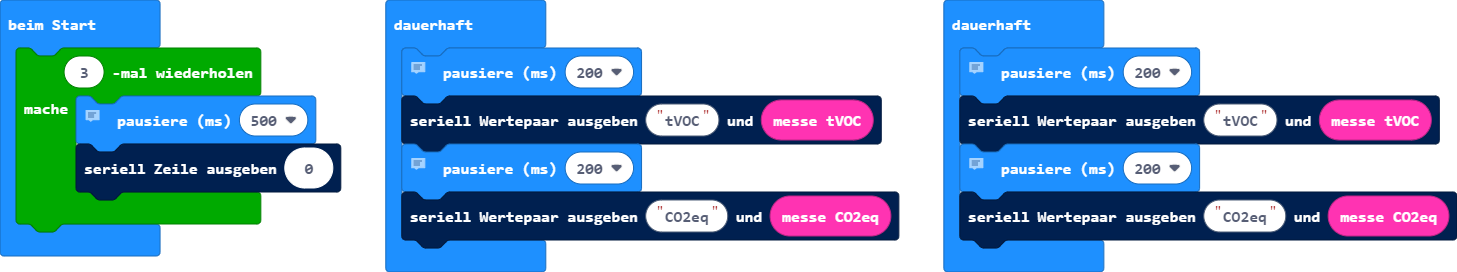 beim Start
3 -mal wiederholen
mache
pausiere (ms) 500
seriell Zeile ausgeben 0
dauerhaft
pausiere (ms) 200
seriell Wertepaar ausgeben "tVOC" und messe tVOC
pausiere (ms) 200
seriell Wertepaar ausgeben "CO2eq" und messe CO2eq
dauerhaft
pausiere (ms) 200
seriell Wertepaar ausgeben "tVOC" und messe tVOC
pausiere (ms) 200
seriell Wertepaar ausgeben "CO2eq" und messe CO2eq